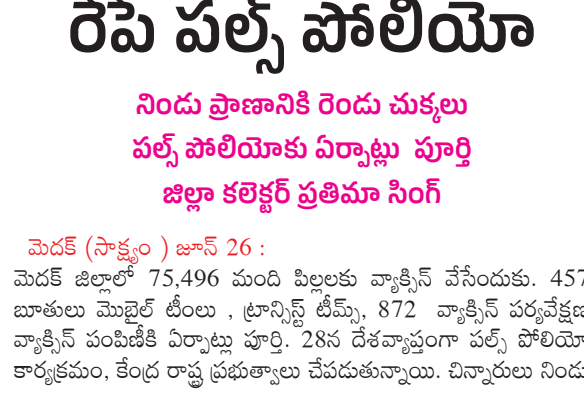 రేపే పల్స్ పోలియో
నిండు ప్రాణానికి రెండు చుక్కలు
పల్స్ పోలియోకు ఏర్పాట్లు పూర్తి
జిల్లా కలెక్టర్ ప్రతిమా సింగ్
మెదక్ (సాక్ష్యం ) జూన్ 26 :
మెదక్ జిల్లాలో 75,496 మంది పిల్లలకు వ్యాక్సిన్ వేసేందుకు. 457
బూతులు మొబైల్ టీంలు , ట్రాన్సిస్ట్ టీమ్స్, 872 వ్యాక్సిన్ పర్యవేక్షణ
వ్యాక్సిన్ పంపిణీకి ఏర్పాట్లు పూర్తి. 28న దేశవ్యాప్తంగా పల్స్ పోలియో
కార్యక్రమం, కేంద్ర రాష్ట్ర ప్రభుత్వాలు చేపడుతున్నాయి. చిన్నారులు నిండు